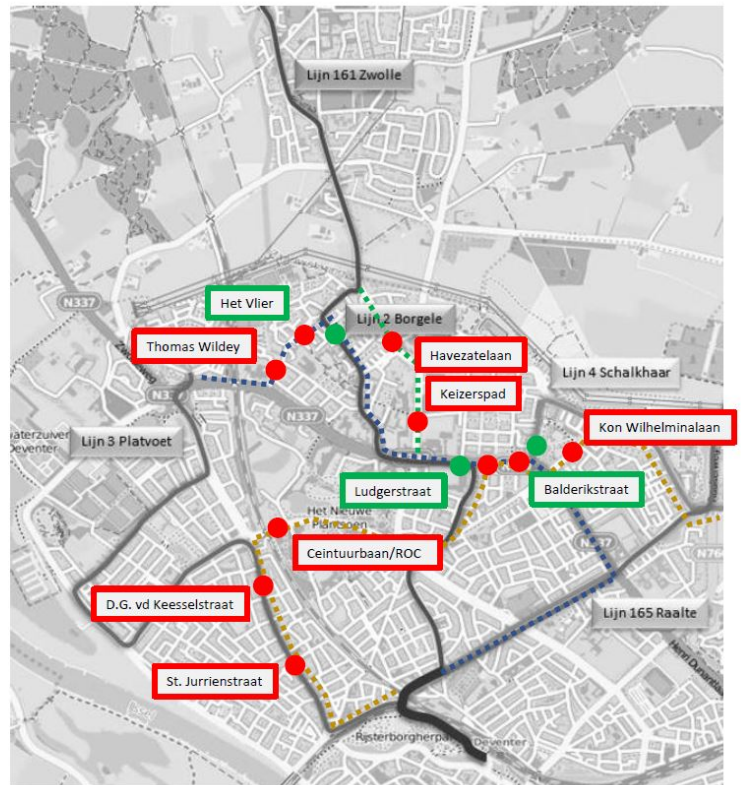 Lijn 161 Zwolle
N337
Het Vlier
Lijn 2 Borgele
Thomas Wildey
Havezatelaan
Lijn 4 Schalkhaar
Keizerspad
Kon Wilhelminalaan
N337
Lijn 3 Platvoet
Deventer
Ludgerstraat
Balderikstraat
Het Nieuwe
Plantsoen
Ceintuurbaan/ROC
N337
D.G. vd Keesselstraat
Lijn 165 Raalte
St. Jurrienstraat
Deventer